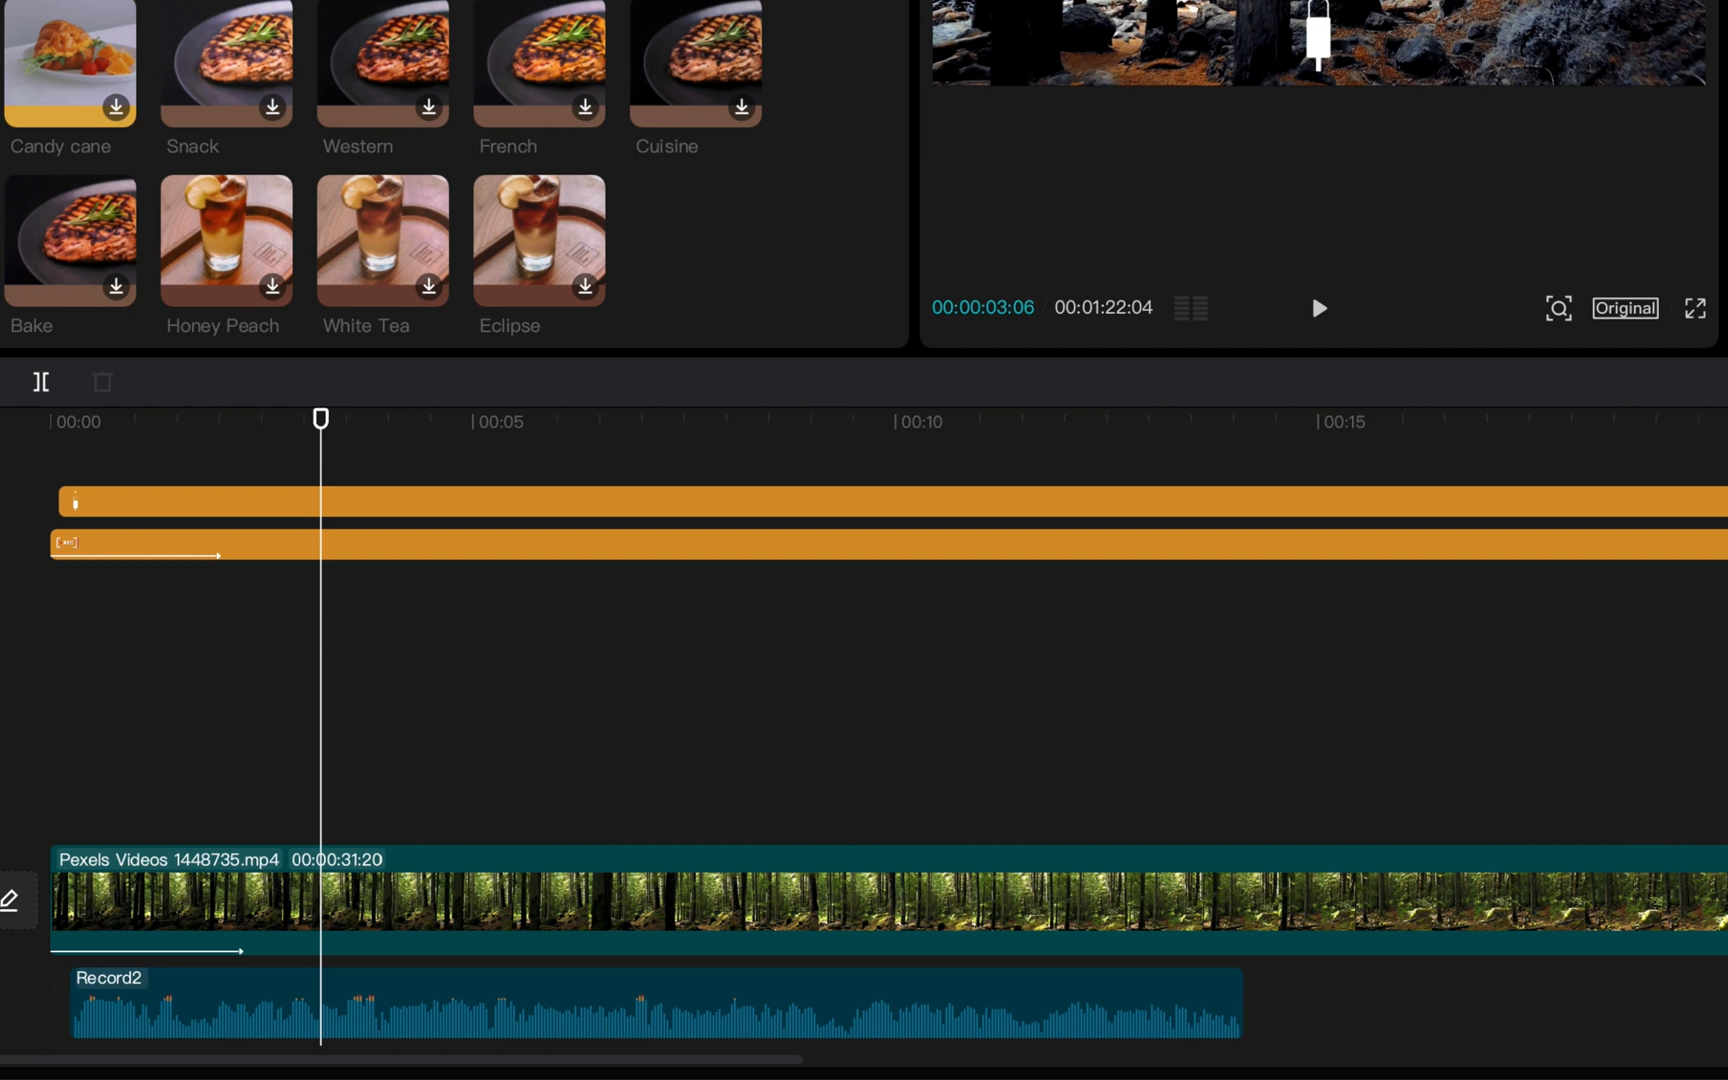 Candy cane
Snack
Western
French
Cuisine
Bake
Honey Peach
White Tea
Eclipse
00:00:03:06 00:01:22:04
Original
00:00
00:05
00:10
00:15
Pexels Videos 1448735.mp4 00:00:31:20
Record2